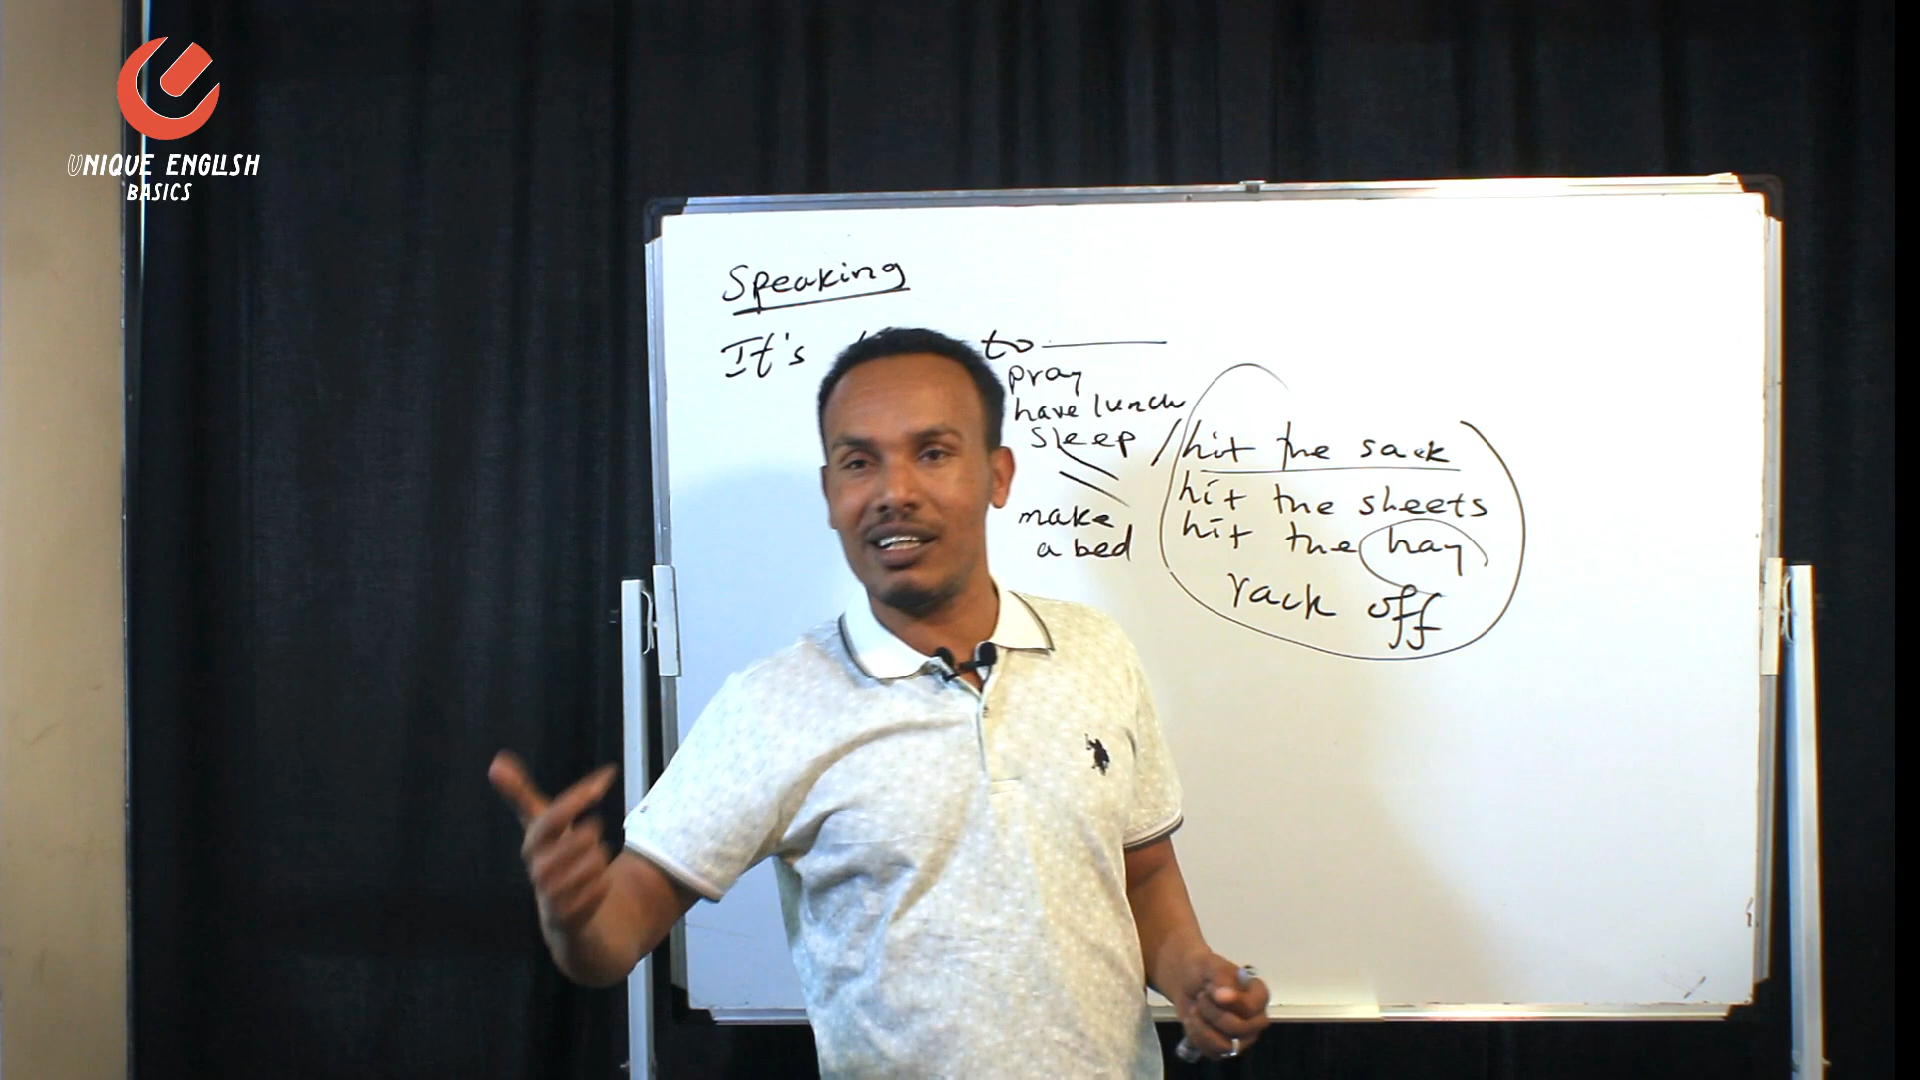 UNIQUE ENGLISH
BASICS
Speaking
It's to
pray
have lunch
sleep / hit the sack
hit the sheets
make hit the hay
a bed
rack off